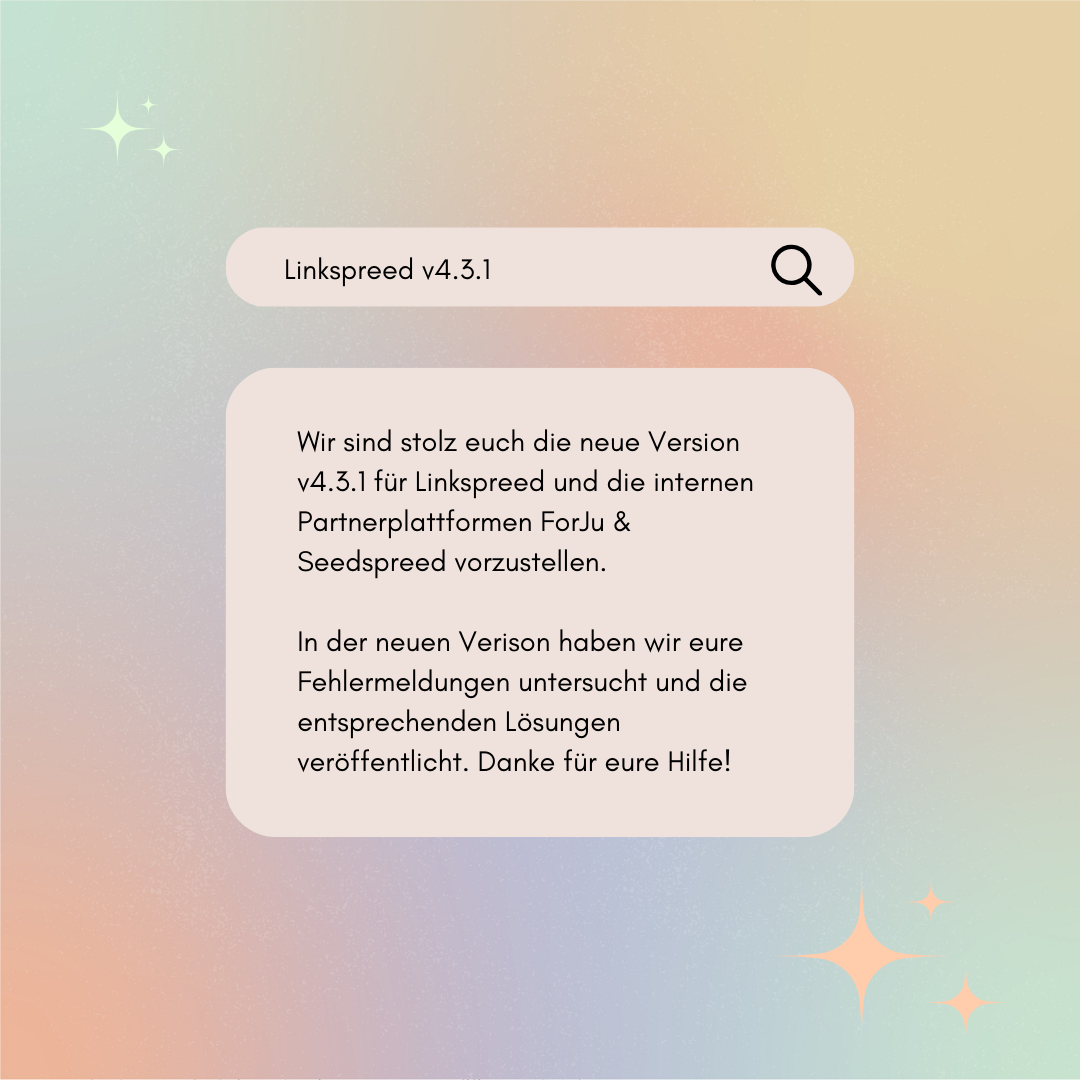 Linkspreed v4.3.1
Wir sind stolz euch die neue Version
v4.3.1 für Linkspreed und die internen
Partnerplattformen ForJu &
Seedspreed vorzustellen.
In der neuen Verison haben wir eure
Fehlermeldungen untersucht und die
entsprechenden Lösungen
veröffentlicht. Danke für eure Hilfe!